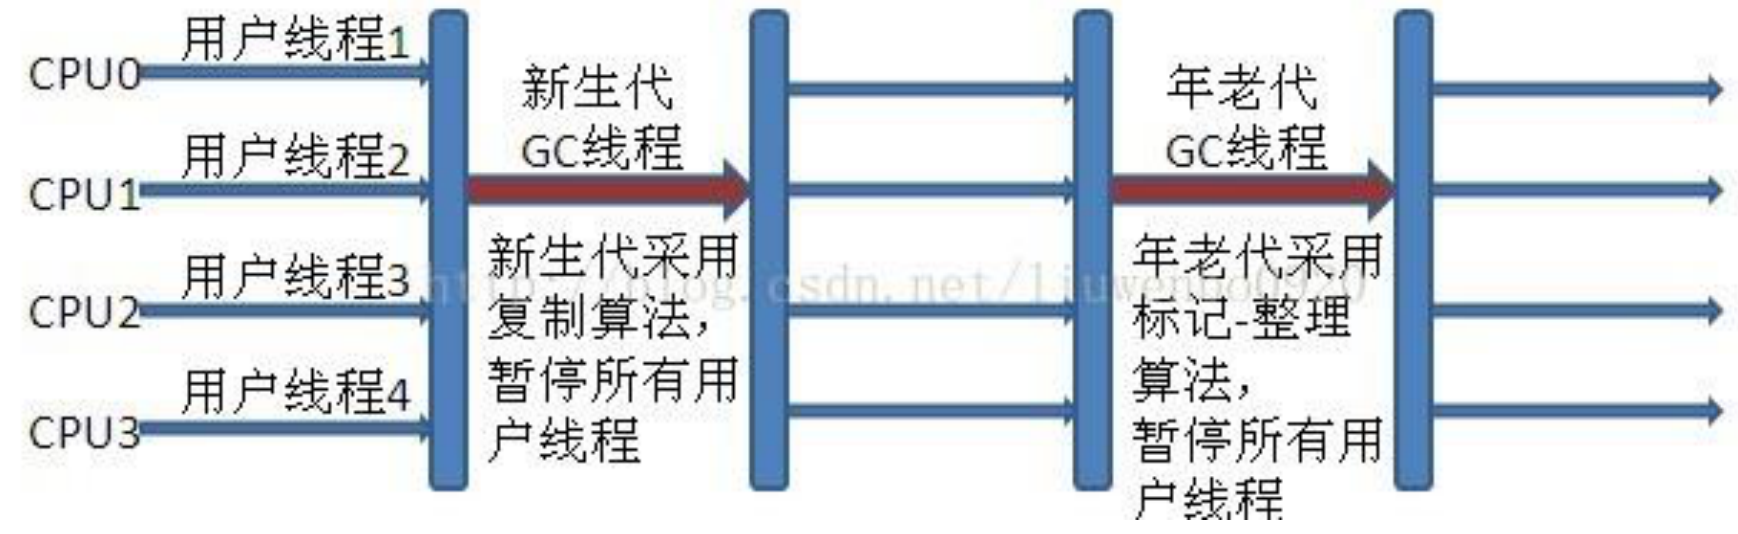 用户线程1
CPU0
用户线程2
CPU1
用户线程3
CPU2
用户线程4
CPU3
新生代
GC线程
新生代采用
复制算法，
暂停所有用
户线程
年老代
GC线程
年老代采用
标记-整理
算法，
暂停所有用
户线程
http://blog.csdn.net/liuwenbo0920